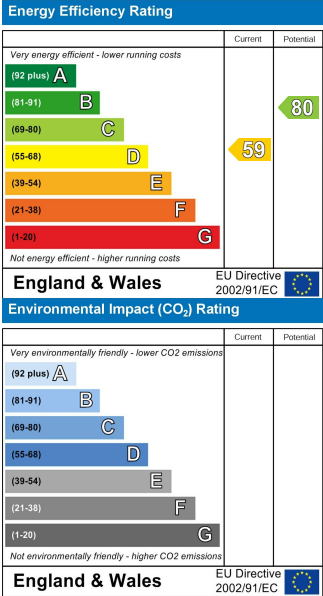 Energy Efficiency Rating
Current Potential
Very energy efficient - lower running costs
(92 plus) A
(81-91) B
80
(69-80) C
(55-68) D
59
(39-54) E
(21-38) F
(1-20) G
Not energy efficient - higher running costs
England & Wales
EU Directive
2002/91/EC
Environmental Impact (CO₂) Rating
Current Potential
Very environmentally friendly - lower CO2 emissions
(92 plus) A
(81-91) B
(69-80) C
(55-68) D
(39-54) E
(21-38) F
(1-20) G
Not environmentally friendly - higher CO2 emissions
England & Wales
EU Directive
2002/91/EC